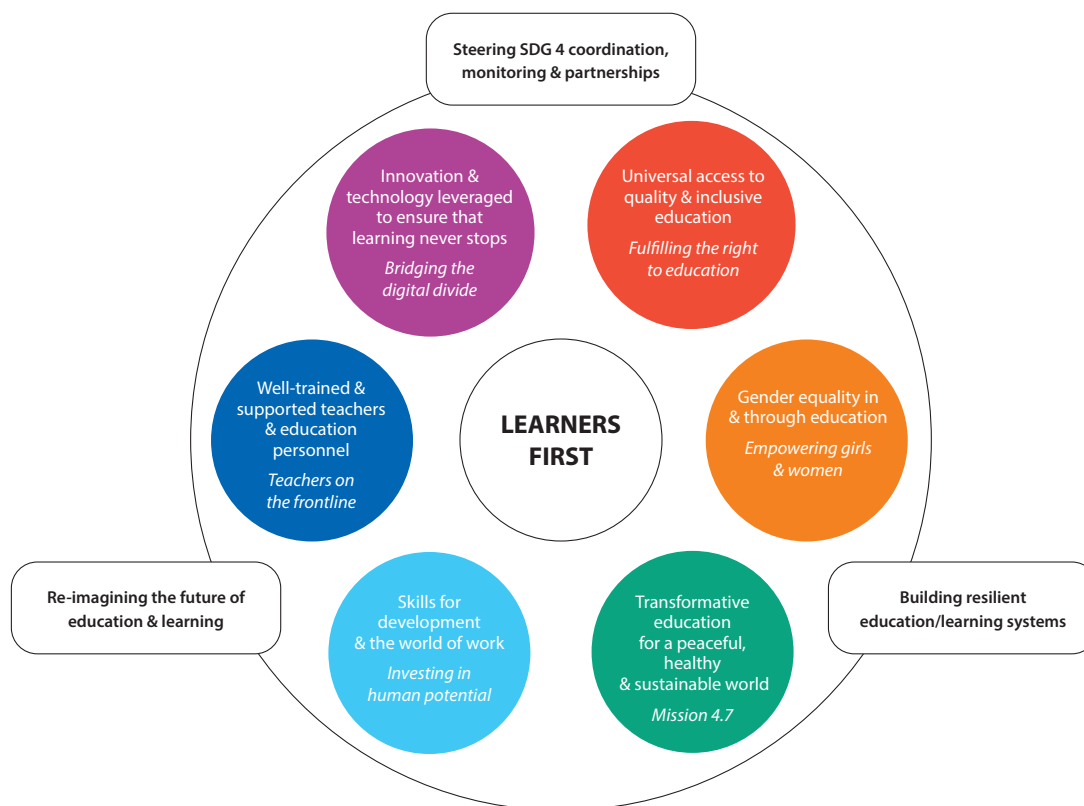 Steering SDG 4 coordination,
monitoring & partnerships
Innovation &
technology leveraged
to ensure that
learning never stops
Bridging the
digital divide
Universal access to
quality & inclusive
education
Fulfilling the right
to education
Well-trained &
supported teachers
& education
personnel
Teachers on
the frontline
LEARNERS
FIRST
Gender equality in
& through education
Empowering girls
& women
Re-imagining the future of
education & learning
Skills for
development
& the world of work
Investing in
human potential
Transformative
education
for a peaceful,
healthy
& sustainable world
Mission 4.7
Building resilient
education/learning systems